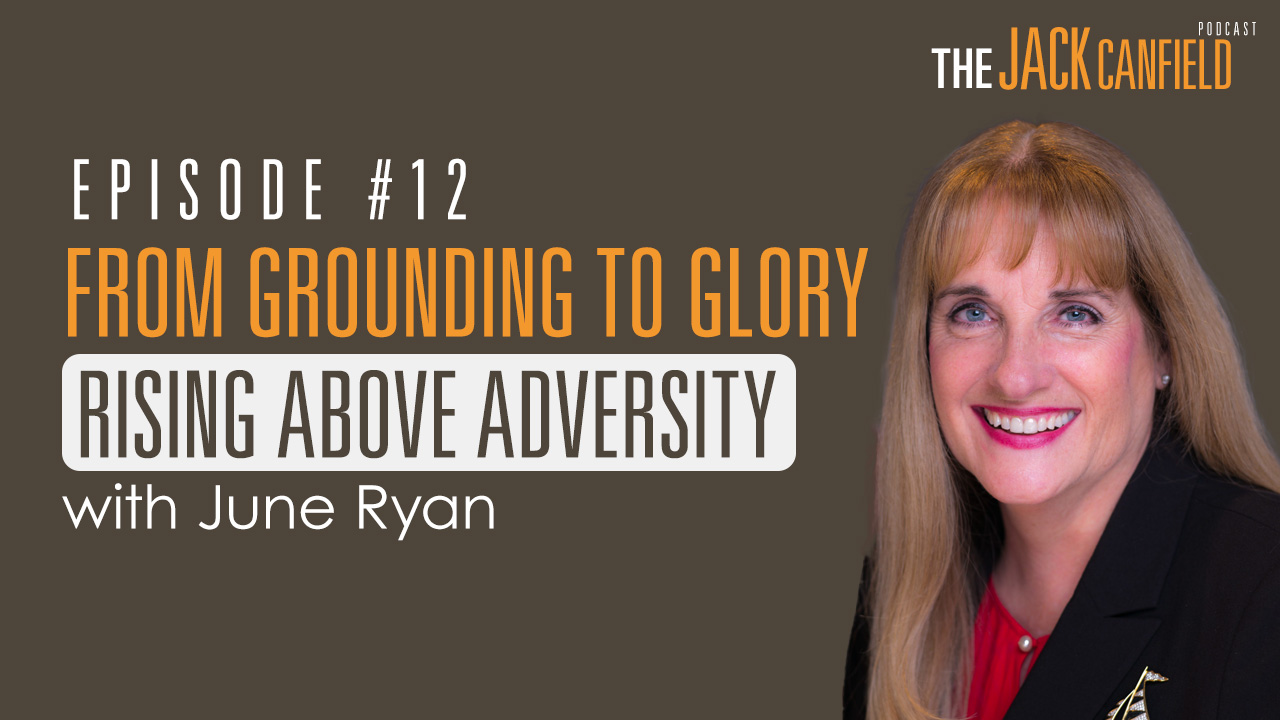 PODCAST
THE JACK CANFIELD
EPISODE #12
FROM GROUNDING TO GLORY
RISING ABOVE ADVERSITY
with June Ryan